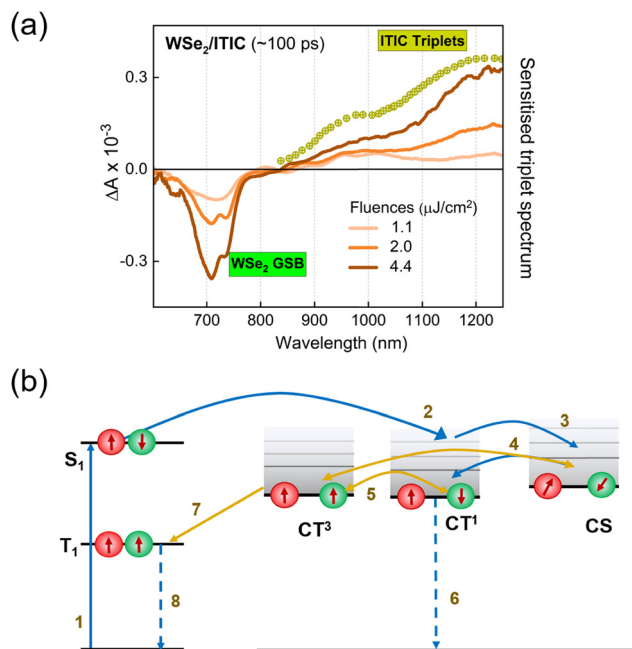 (a)
WSe2/ITIC (~100 ps)
ITIC Triplets
0.3
0.0
-0.3
ΔA x 10-3
Sensitised triplet spectrum
Fluences (μJ/cm2)
1.1
2.0
4.4
WSe2 GSB
700 800 900 1000 1100 1200
Wavelength (nm)
(b)
2 3
S1 4
5
7 CT3 CT1 CS
T1
8
1 6